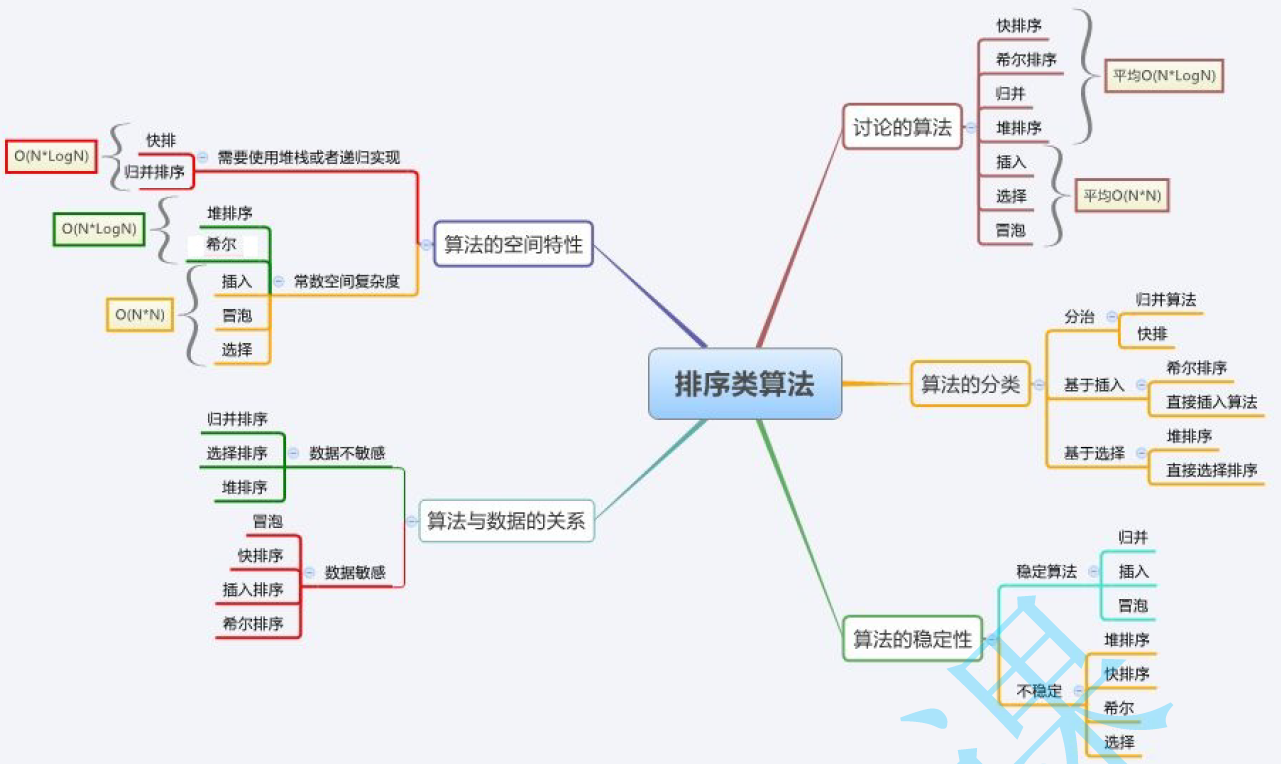 排序类算法
讨论的算法
快排序
希尔排序
归并
堆排序
平均O(N*LogN)
插入
选择
冒泡
平均O(N*N)
算法的分类
分治
归并算法
快排
基于插入
希尔排序
直接插入算法
基于选择
堆排序
直接选择排序
算法的稳定性
稳定算法
归并
插入
冒泡
不稳定
堆排序
快排序
希尔
选择
算法的空间特性
需要使用堆栈或者递归实现
快排
归并排序
O(N*LogN)
常数空间复杂度
堆排序
希尔
O(N*LogN)
插入
冒泡
选择
O(N*N)
算法与数据的关系
数据不敏感
归并排序
选择排序
堆排序
数据敏感
冒泡
快排序
插入排序
希尔排序